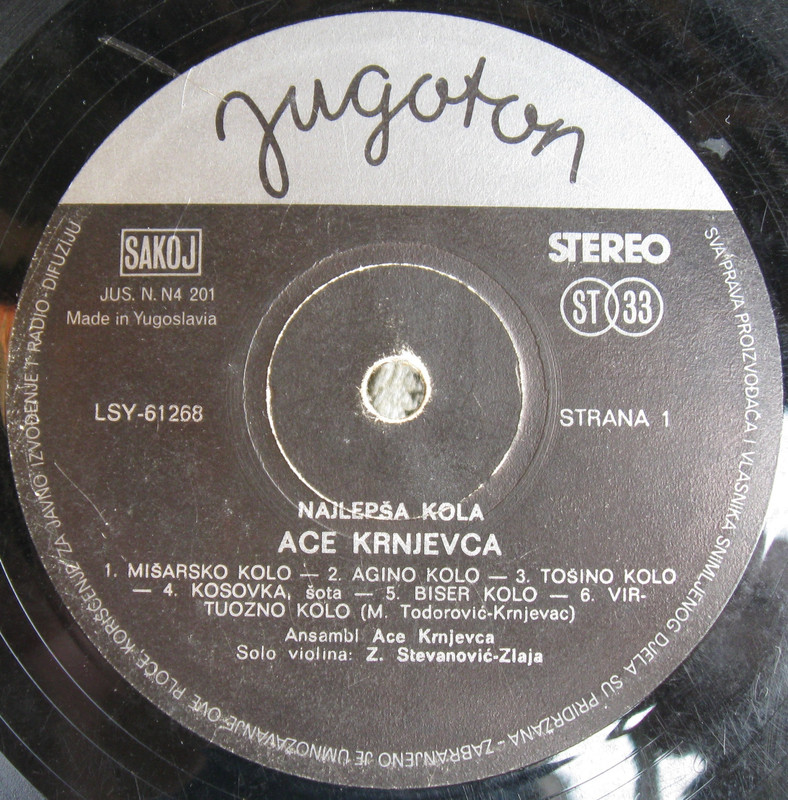 jugoton
SAKOJ
JUS. N. N4 201
Made in Yugoslavia
STEREO
ST 33
LSY-61268
STRANA 1
NAJLEPŠA KOLA
ACE KRNJEVCA
1. MIŠARSKO KOLO — 2. AGINO KOLO — 3. TOŠINO KOLO
— 4. KOSOVKA, šota — 5. BISER KOLO — 6. VIR-
TUOZNO KOLO (M. Todorović-Krnjevac)
Ansambl Ace Krnjevca
Solo violina: Z. Stevanović-Zlaja
SVA PRAVA PROIZVOĐAČA I VLASNIKA SNIMLJENOG DJELA SU PRIDRŽANA - ZABRANJENO JE UMNOŽAVANJE OVE PLOČE, KORIŠĆENJE ZA JAVNO IZVOĐENJE I RADIO-DIFUZIJU